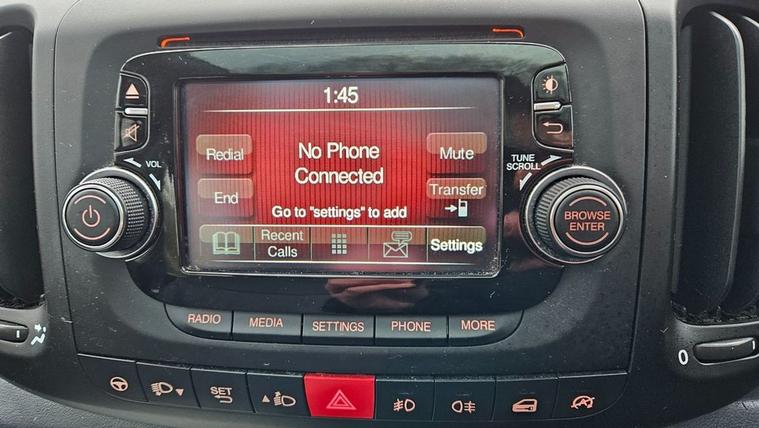 1:45
Redial
No Phone
Connected
Mute
End
Transfer
Go to "settings" to add
Recent
Calls
Settings
VOL
TUNE
SCROLL
BROWSE
ENTER
RADIO
MEDIA
SETTINGS
PHONE
MORE
SET
0